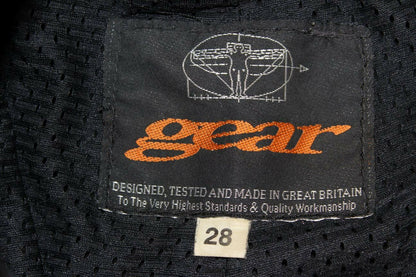 gear
DESIGNED, TESTED AND MADE IN GREAT BRITAIN
To The Very Highest Standards & Quality Workmanship
28